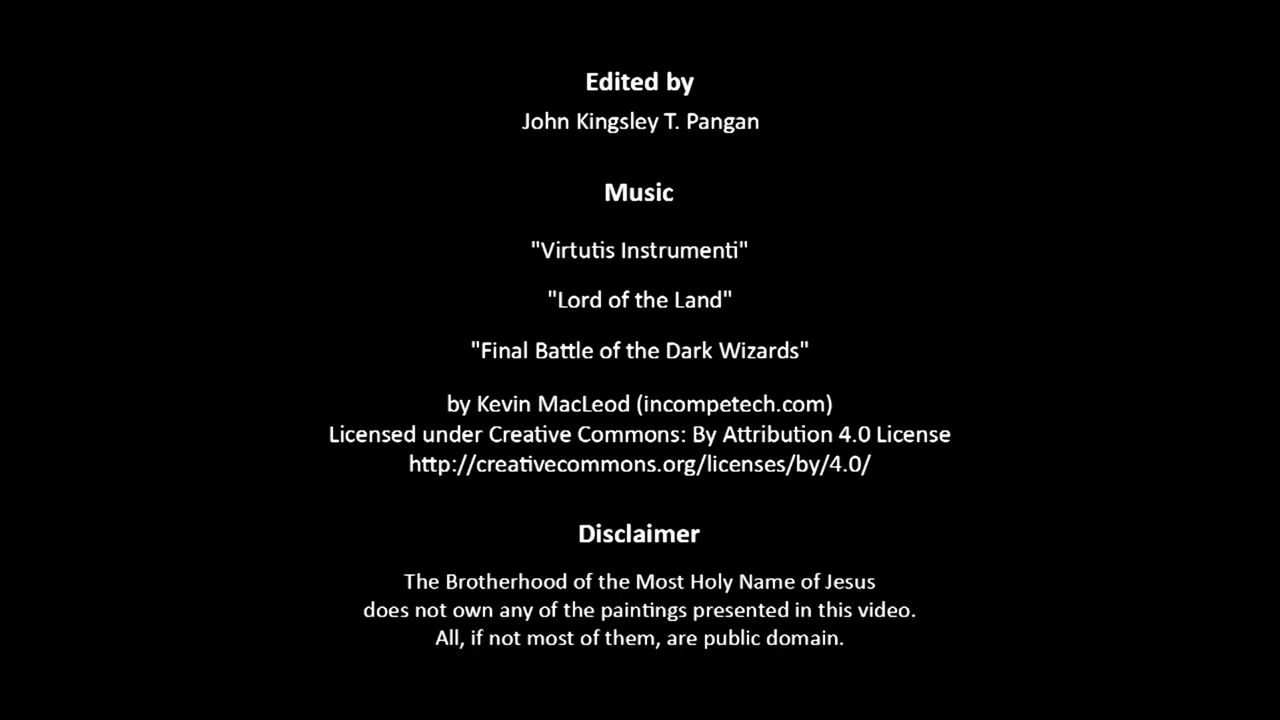 Edited by
John Kingsley T. Pangan
Music
"Virtutis Instrumenti"
"Lord of the Land"
"Final Battle of the Dark Wizards"
by Kevin MacLeod (incompetech.com)
Licensed under Creative Commons: By Attribution 4.0 License
http://creativecommons.org/licenses/by/4.0/
Disclaimer
The Brotherhood of the Most Holy Name of Jesus
does not own any of the paintings presented in this video.
All, if not most of them, are public domain.